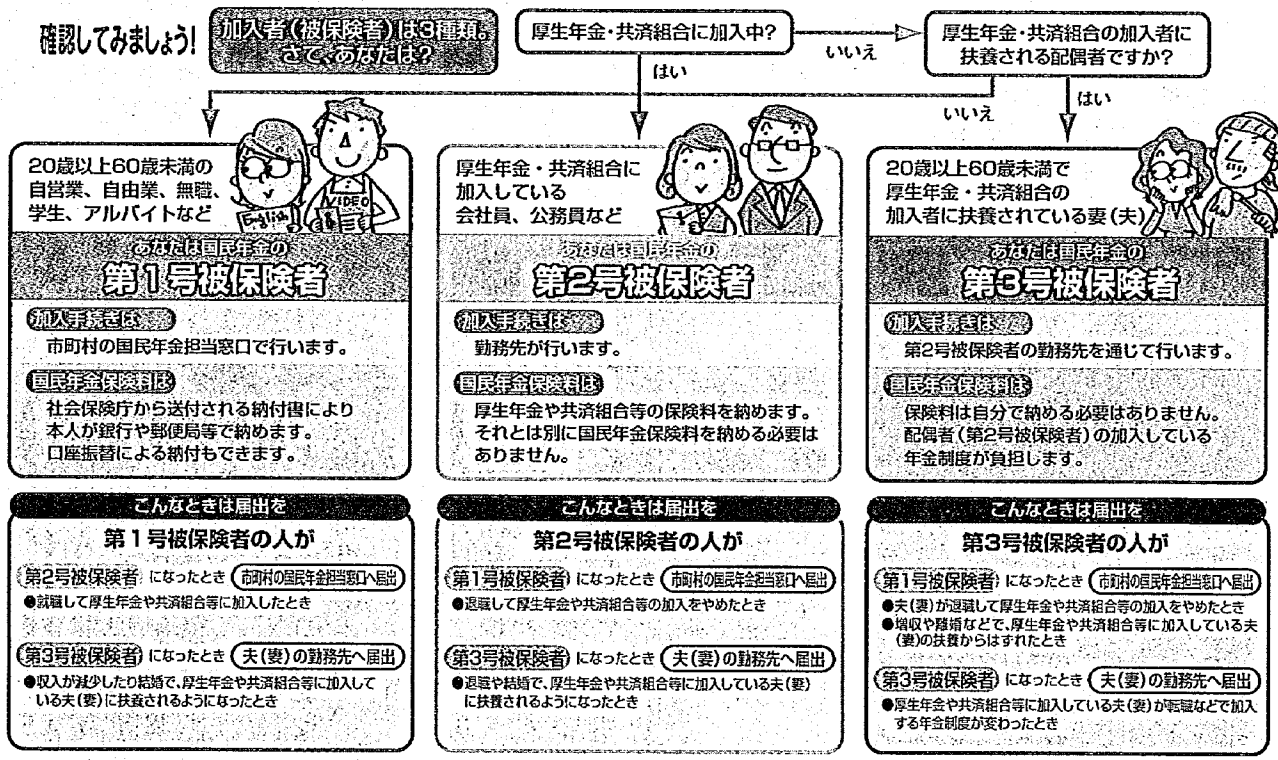 確認してみましょう!
加入者(被保険者)は3種類。
さて、あなたは?
厚生年金・共済組合に加入中?
いいえ
厚生年金・共済組合の加入者に
扶養される配偶者ですか?
はい
いいえ
はい
20歳以上60歳未満の
自営業、自由業、無職、
学生、アルバイトなど
English
VIDEO
あなたは国民年金の
第1号被保険者
加入手続きは
市町村の国民年金担当窓口で行います。
国民年金保険料は
社会保険庁から送付される納付書により
本人が銀行や郵便局等で納めます。
口座振替による納付もできます。
厚生年金・共済組合に
加入している
会社員、公務員など
あなたは国民年金の
第2号被保険者
加入手続きは
勤務先が行います。
国民年金保険料は
厚生年金や共済組合等の保険料を納めます。
それとは別に国民年金保険料を納める必要は
ありません。
20歳以上60歳未満で
厚生年金・共済組合の
加入者に扶養されている妻(夫)
あなたは国民年金の
第3号被保険者
加入手続きは
第2号被保険者の勤務先を通じて行います。
国民年金保険料は
保険料は自分で納める必要はありません。
配偶者(第2号被保険者)の加入している
年金制度が負担します。
こんなときは届出を
第1号被保険者の人が
第2号被保険者 になったとき 市町村の国民年金担当窓口へ届出
●就職して厚生年金や共済組合等に加入したとき
第3号被保険者 になったとき 夫(妻)の勤務先へ届出
●収入が減少したり結婚で、厚生年金や共済組合等に加入して
いる夫(妻)に扶養されるようになったとき
こんなときは届出を
第2号被保険者の人が
第1号被保険者 になったとき 市町村の国民年金担当窓口へ届出
●退職して厚生年金や共済組合等の加入をやめたとき
第3号被保険者 になったとき 夫(妻)の勤務先へ届出
●退職や結婚で、厚生年金や共済組合等に加入している夫(妻)
に扶養されるようになったとき
こんなときは届出を
第3号被保険者の人が
第1号被保険者 になったとき 市町村の国民年金担当窓口へ届出
●夫(妻)が退職して厚生年金や共済組合等の加入をやめたとき
●増収や離婚などで、厚生年金や共済組合等に加入している夫
(妻)の扶養からはずれたとき
第3号被保険者 になったとき 夫(妻)の勤務先へ届出
●厚生年金や共済組合等に加入している夫(妻)が転職などで加入
する年金制度が変わったとき